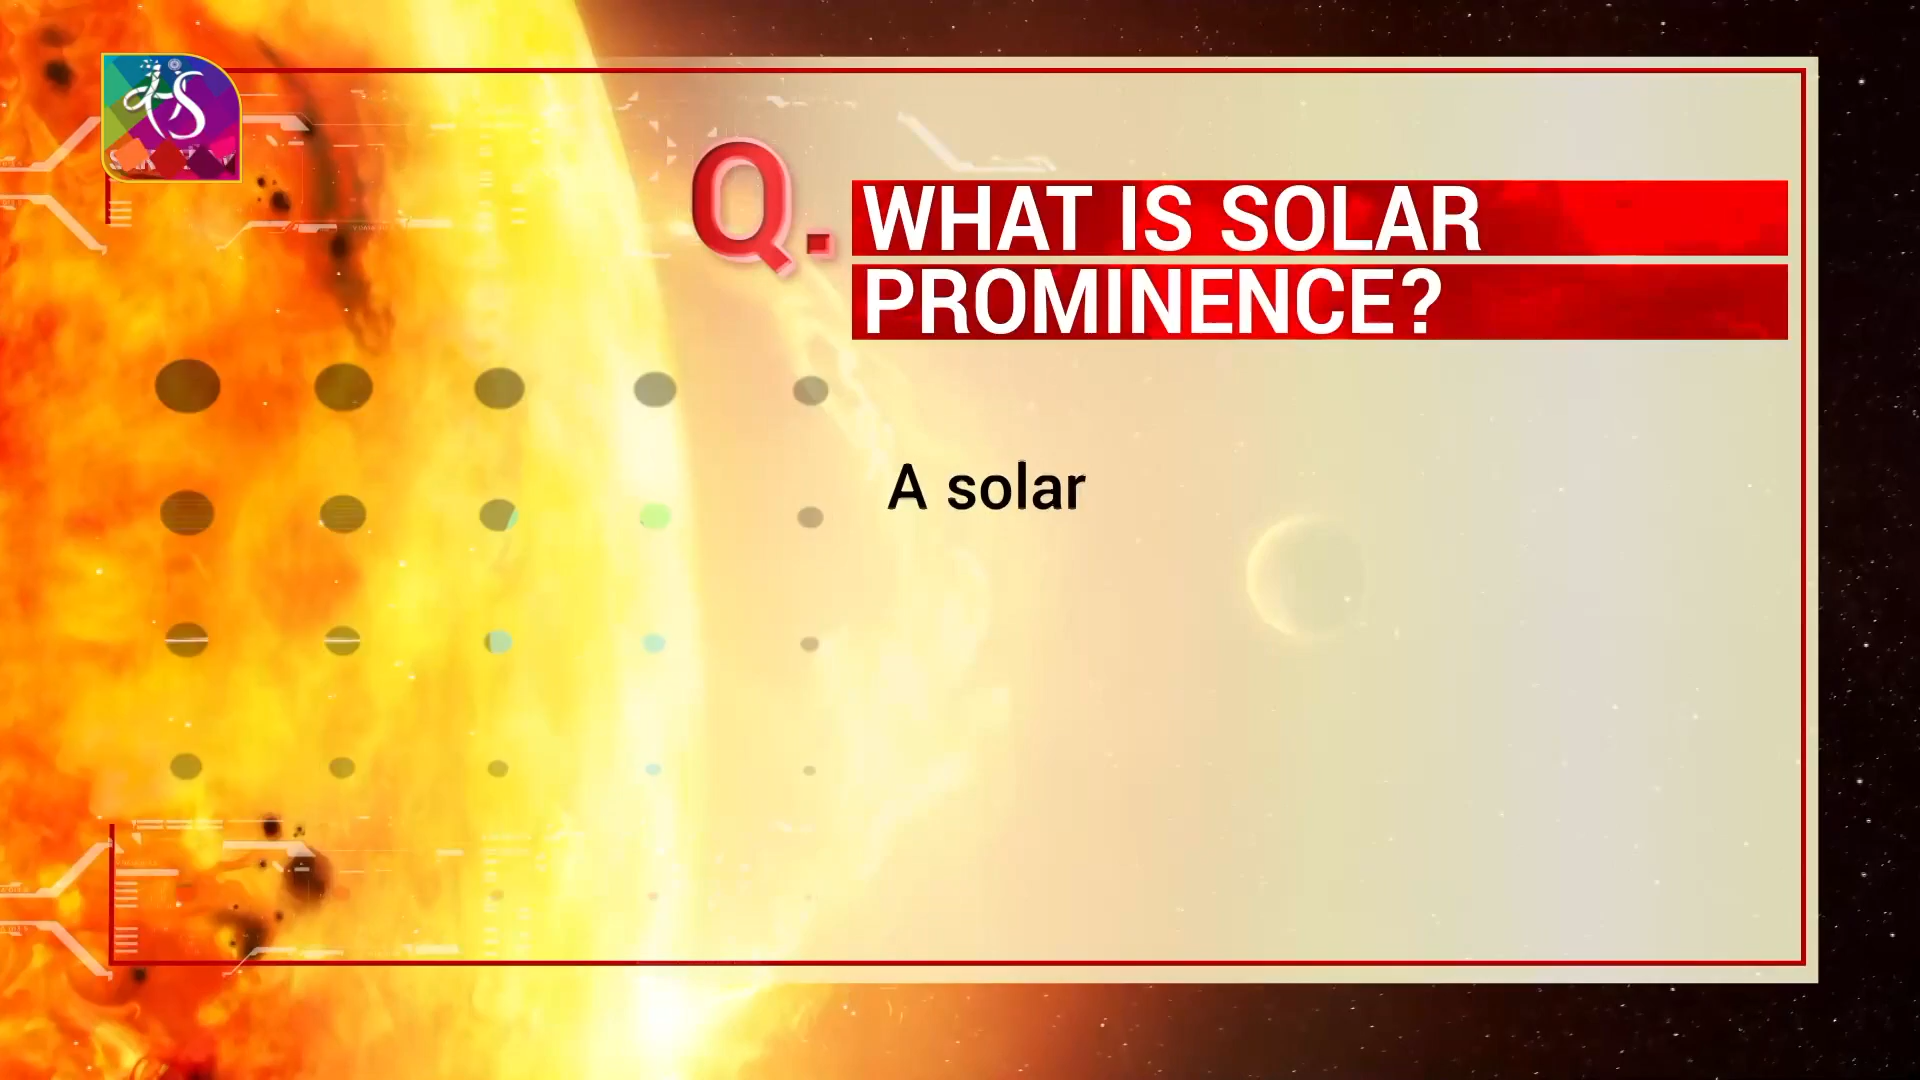 Q. WHAT IS SOLAR
PROMINENCE?
A solar